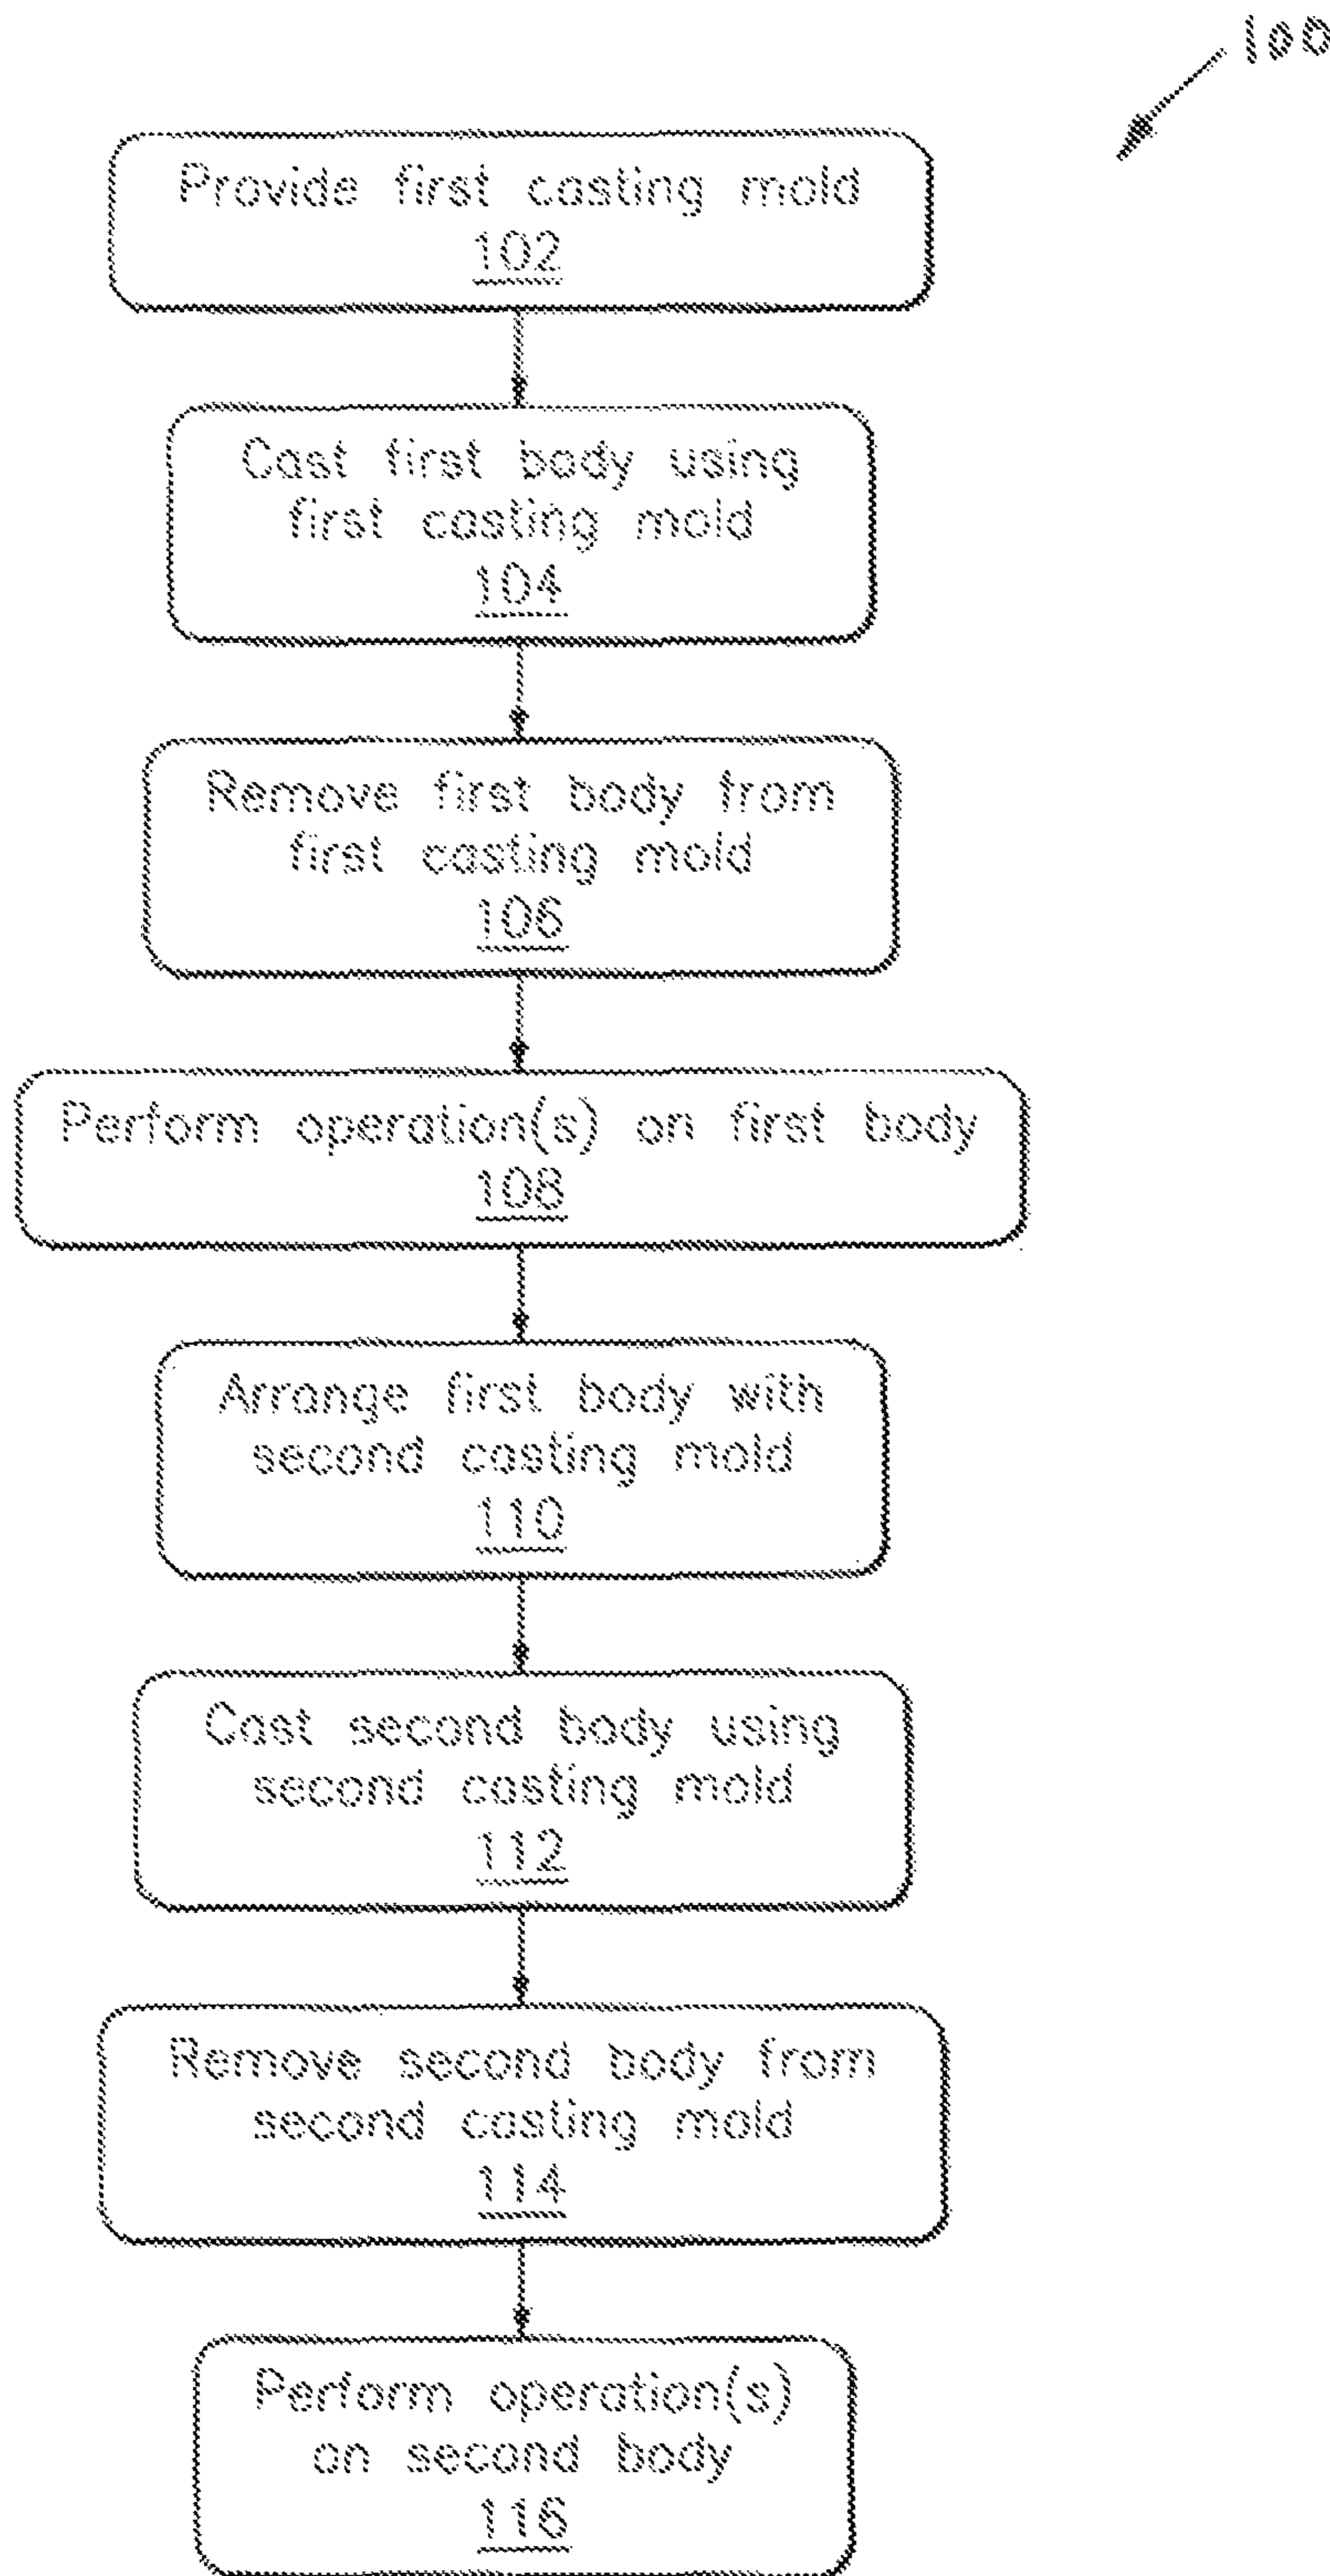 100
Provide first casting mold
102
Cast first body using
first casting mold
104
Remove first body from
first casting mold
106
Perform operation(s) on first body
108
Arrange first body with
second casting mold
110
Cast second body using
second casting mold
112
Remove second body from
second casting mold
114
Perform operation(s)
on second body
116